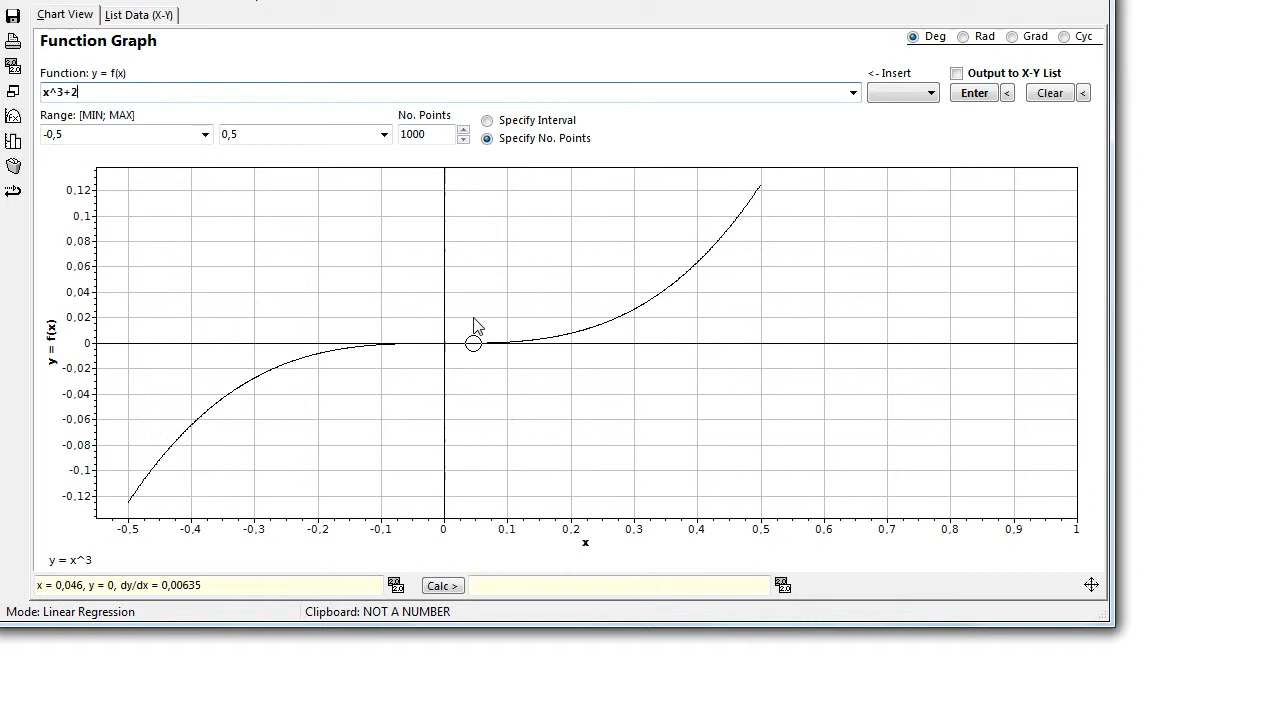 Chart View List Data (X-Y)
Function Graph
Deg Rad Grad Cyc
Function: y = f(x) <- Insert Output to X-Y List
x^3+2 Enter < Clear <
Range: [MIN; MAX] No. Points Specify Interval
-0,5 0,5 1000 Specify No. Points
0,12
0,1
0,08
0,06
0,04
0,02
0
-0,02
-0,04
-0,06
-0,08
-0,1
-0,12
y = f(x)
-0,5 -0,4 -0,3 -0,2 -0,1 0 0,1 0,2 0,3 0,4 0,5 0,6 0,7 0,8 0,9 1
x
y = x^3
x = 0,046, y = 0, dy/dx = 0,00635 Calc >
Mode: Linear Regression Clipboard: NOT A NUMBER